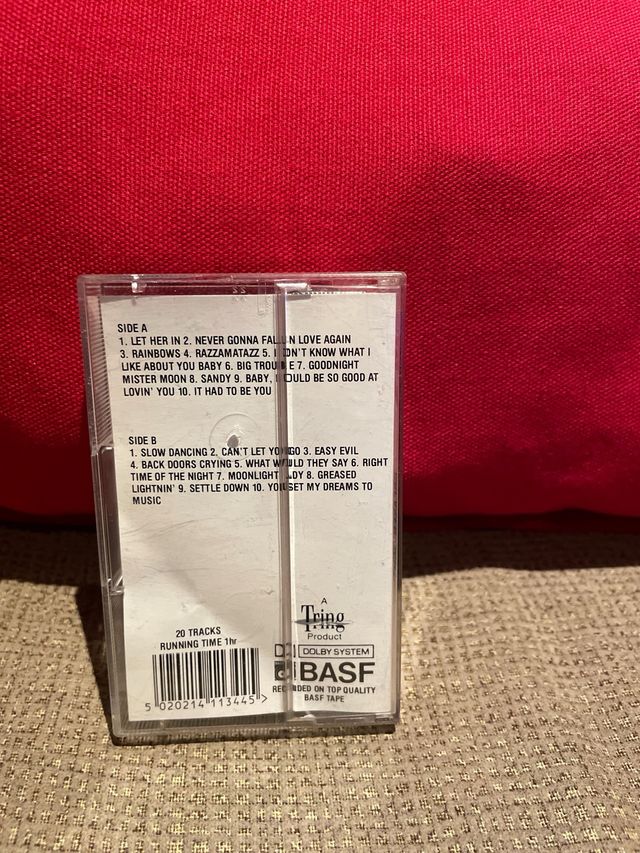 SIDE A
1. LET HER IN 2. NEVER GONNA FALL IN LOVE AGAIN
3. RAINBOWS 4. RAZZAMATAZZ 5. I DON'T KNOW WHAT I
LIKE ABOUT YOU BABY 6. BIG TROUBLE 7. GOODNIGHT
MISTER MOON 8. SANDY 9. BABY, I COULD BE SO GOOD AT
LOVIN' YOU 10. IT HAD TO BE YOU
SIDE B
1. SLOW DANCING 2. CAN'T LET YOU GO 3. EASY EVIL
4. BACK DOORS CRYING 5. WHAT WOULD THEY SAY 6. RIGHT
TIME OF THE NIGHT 7. MOONLIGHT LADY 8. GREASED
LIGHTNIN' 9. SETTLE DOWN 10. YOU SET MY DREAMS TO
MUSIC
A
Tring
Product
20 TRACKS
RUNNING TIME 1hr
DOLBY SYSTEM
BASF
RECORDED ON TOP QUALITY
BASF TAPE
5 020214 113445 >